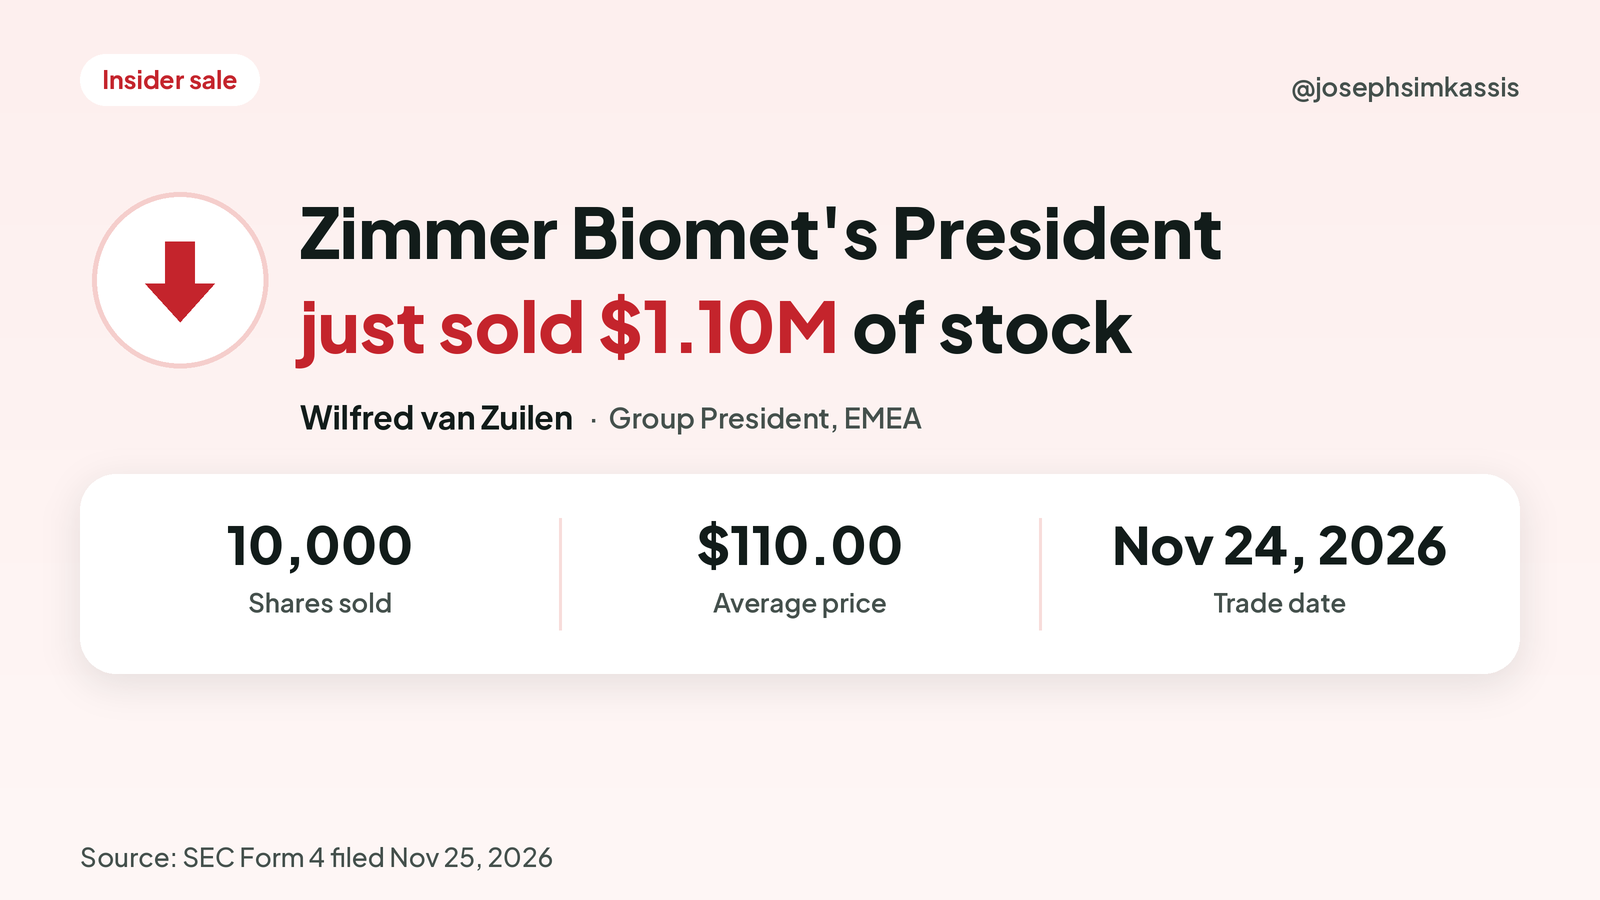 Insider sale
@josephsimkassis
Zimmer Biomet's President
just sold $1.10M of stock
Wilfred van Zuilen · Group President, EMEA
10,000
Shares sold
$110.00
Average price
Nov 24, 2026
Trade date
Source: SEC Form 4 filed Nov 25, 2026